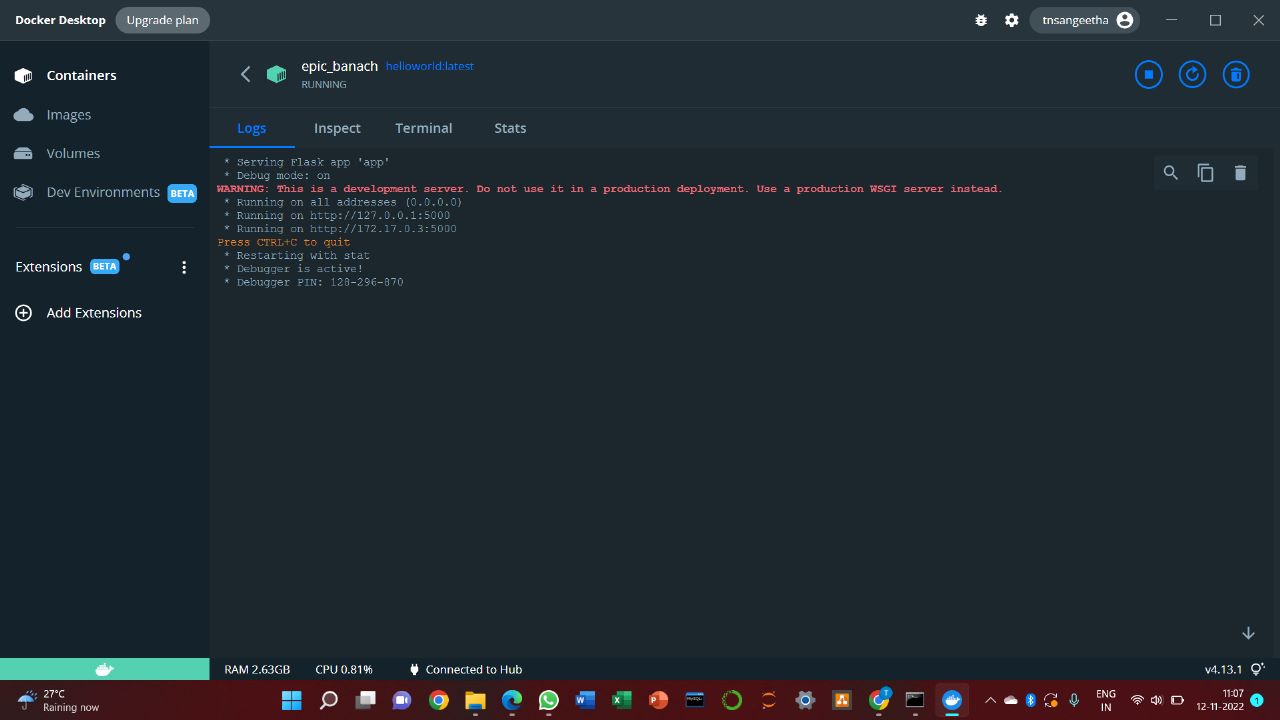 Docker Desktop
Upgrade plan
tnsangeetha
Containers
Images
Volumes
Dev Environments BETA
Extensions BETA
Add Extensions
epic_banach helloworld:latest
RUNNING
Logs Inspect Terminal Stats
* Serving Flask app 'app'
* Debug mode: on
WARNING: This is a development server. Do not use it in a production deployment. Use a production WSGI server instead.
* Running on all addresses (0.0.0.0)
* Running on http://127.0.0.1:5000
* Running on http://172.17.0.3:5000
Press CTRL+C to quit
* Restarting with stat
* Debugger is active!
* Debugger PIN: 128-296-870
RAM 2.63GB CPU 0.81% Connected to Hub
v4.13.1
27°C
Raining now
ENG
IN
11:07
12-11-2022
1